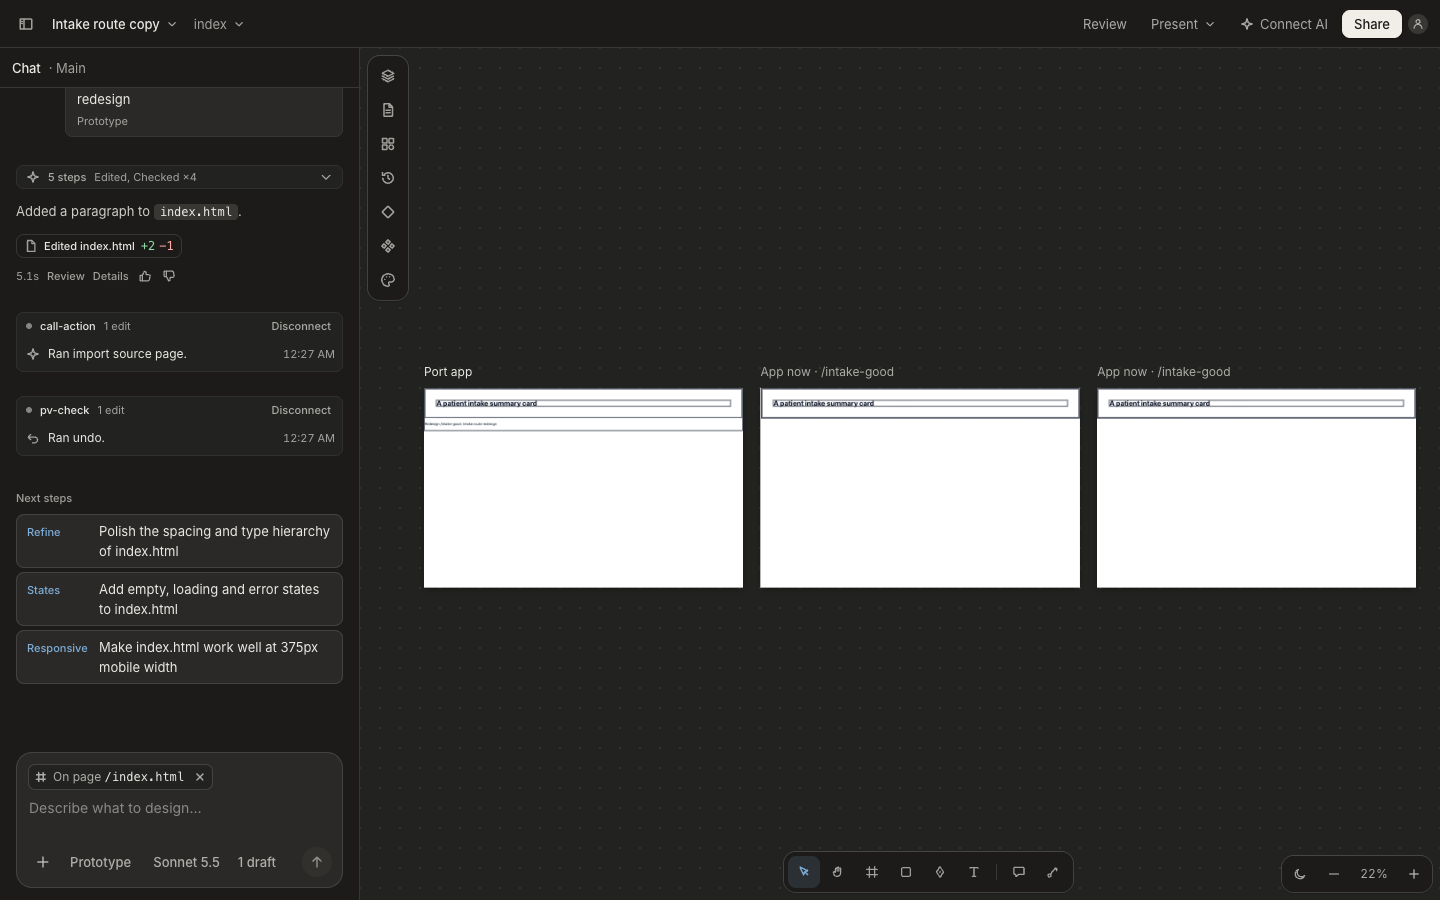 Intake route copy
index
Review
Present
Connect AI
Share
Chat · Main
redesign
Prototype
5 steps Edited, Checked ×4
Added a paragraph to index.html.
Edited index.html +2 −1
5.1s Review Details
call-action 1 edit Disconnect
Ran import source page. 12:27 AM
pv-check 1 edit Disconnect
Ran undo. 12:27 AM
Next steps
Refine Polish the spacing and type hierarchy
of index.html
States Add empty, loading and error states
to index.html
Responsive Make index.html work well at 375px
mobile width
On page /index.html
Describe what to design...
Prototype Sonnet 5.5 1 draft
Port app
A patient intake summary card
App now · /intake-good
A patient intake summary card
App now · /intake-good
A patient intake summary card
22%